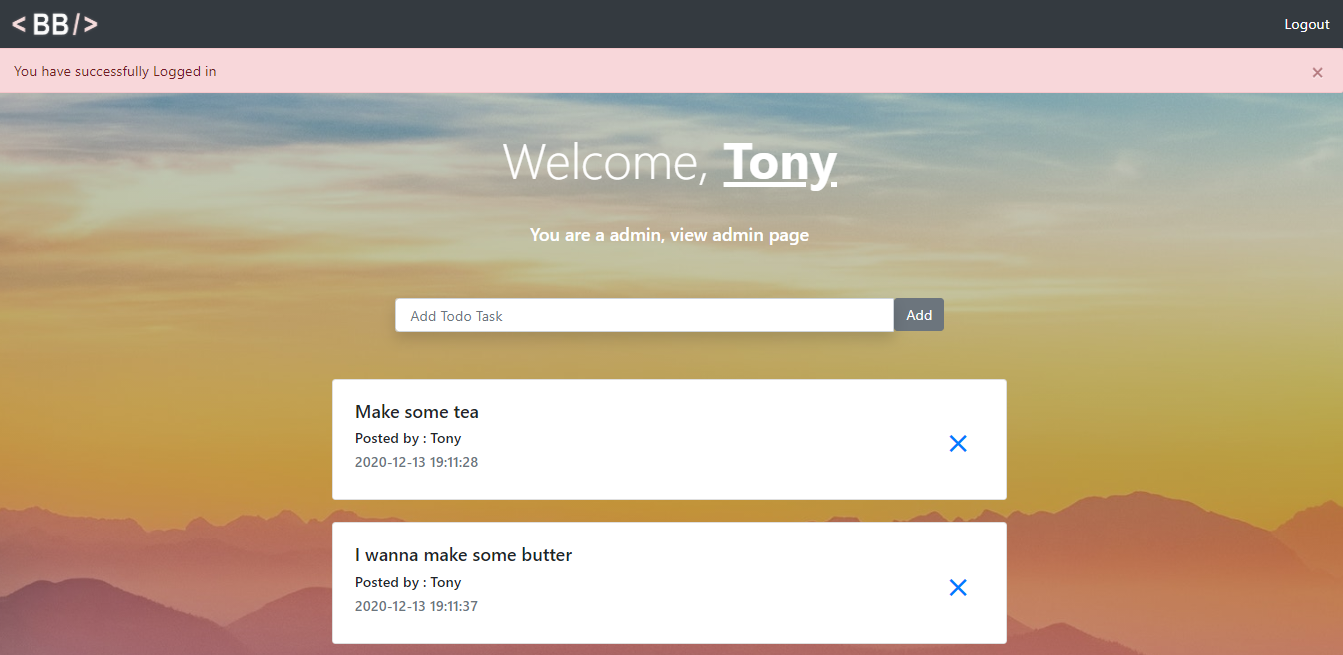 < BB/>
Logout
You have successfully Logged in
×
Welcome, Tony
You are a admin, view admin page
Add Todo Task
Add
Make some tea
Posted by : Tony
2020-12-13 19:11:28
I wanna make some butter
Posted by : Tony
2020-12-13 19:11:37